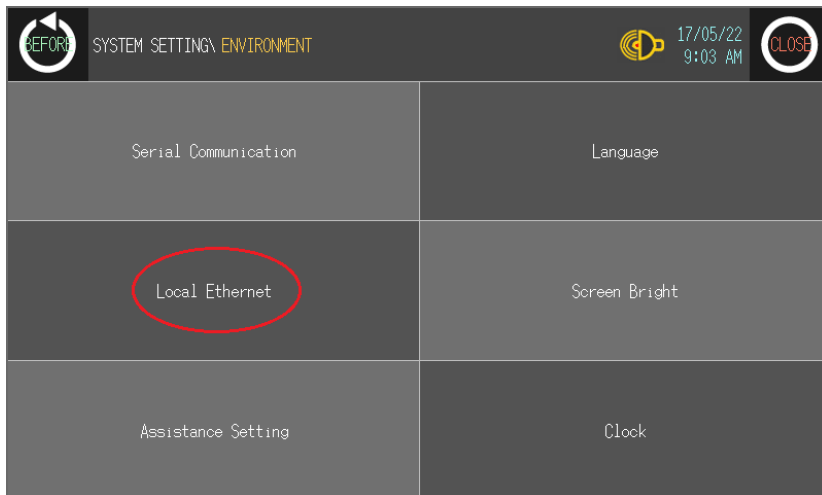 BEFORE
SYSTEM SETTING\ ENVIRONMENT
17/05/22
9:03 AM
CLOSE
Serial Communication
Language
Local Ethernet
Screen Bright
Assistance Setting
Clock